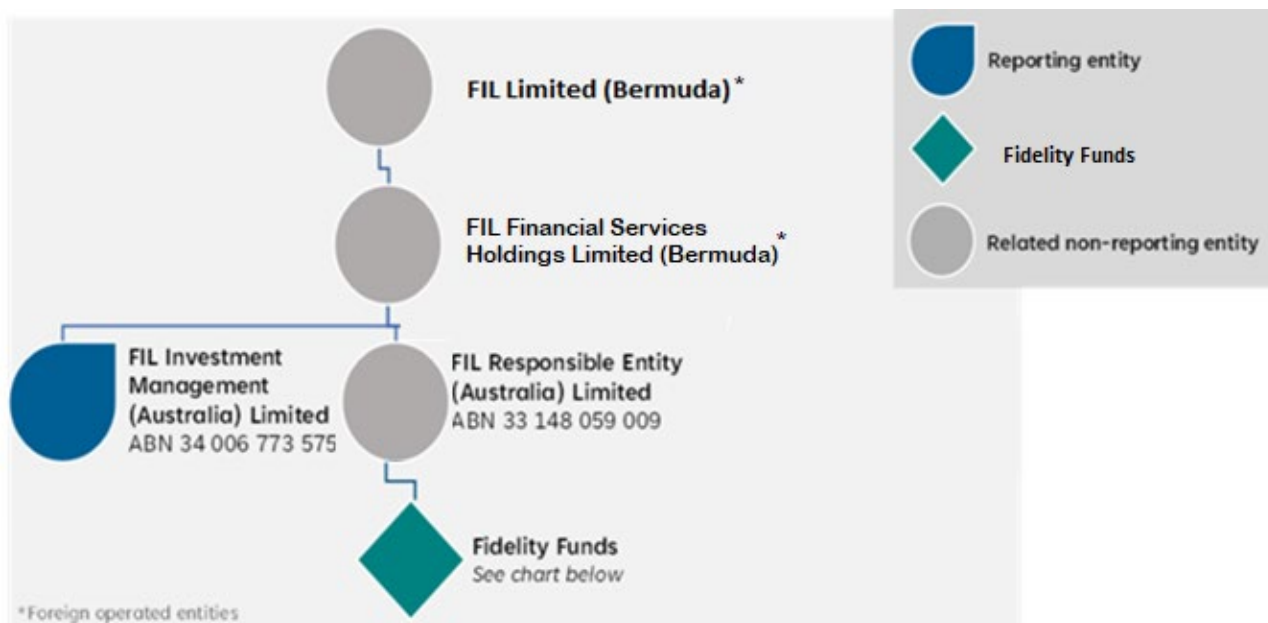 FIL Limited (Bermuda)*
FIL Financial Services
Holdings Limited (Bermuda)*
FIL Investment
Management
(Australia) Limited
ABN 34 006 773 575
FIL Responsible Entity
(Australia) Limited
ABN 33 148 059 009
Fidelity Funds
See chart below
*Foreign operated entities
Reporting entity
Fidelity Funds
Related non-reporting entity